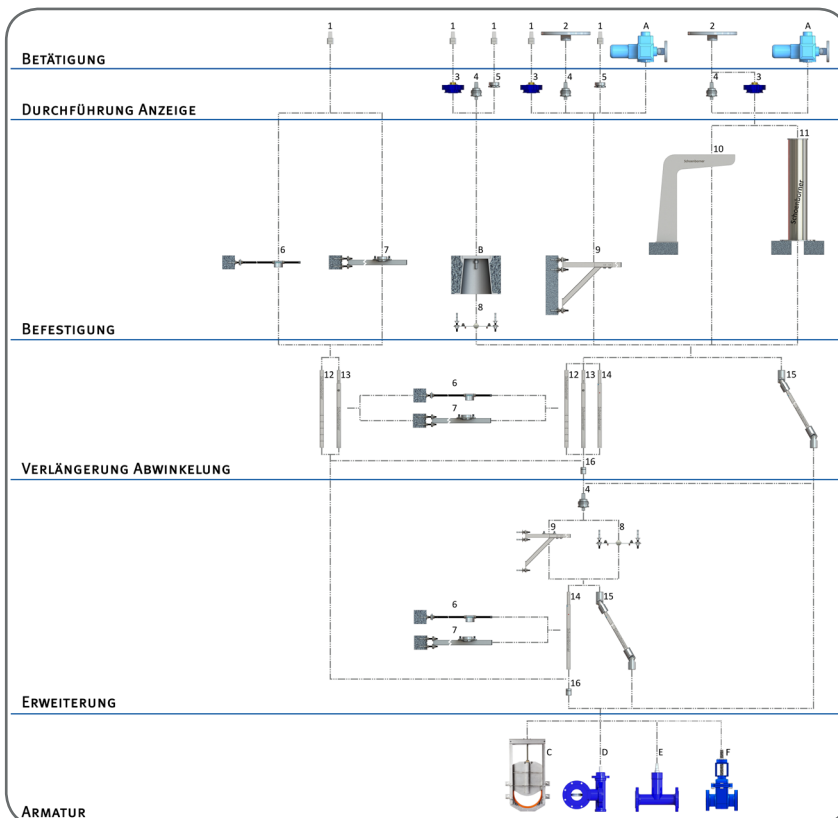 1 1 1 1 2 1 A 2 A
BETÄTIGUNG
3 4 5 3 4 5 4 3
DURCHFÜHRUNG ANZEIGE
10 11
Schoenborner
6 7 B 9
8
BEFESTIGUNG
12 13 6 12 13 14 15
7
16
VERLÄNGERUNG ABWINKELUNG
4
9 8
6 14 15
7
16
ERWEITERUNG
C D E F
ARMATUR